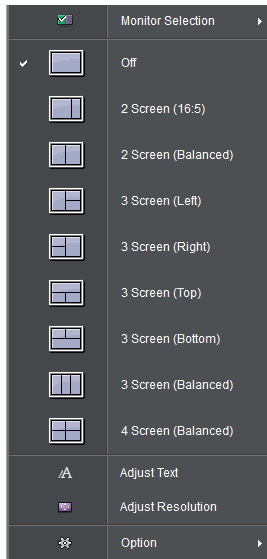 Monitor Selection
Off
2 Screen (16:5)
2 Screen (Balanced)
3 Screen (Left)
3 Screen (Right)
3 Screen (Top)
3 Screen (Bottom)
3 Screen (Balanced)
4 Screen (Balanced)
Adjust Text
Adjust Resolution
Option